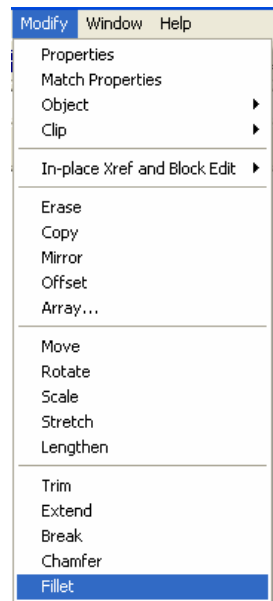 Modify Window Help
Properties
Match Properties
Object
Clip
In-place Xref and Block Edit
Erase
Copy
Mirror
Offset
Array...
Move
Rotate
Scale
Stretch
Lengthen
Trim
Extend
Break
Chamfer
Fillet